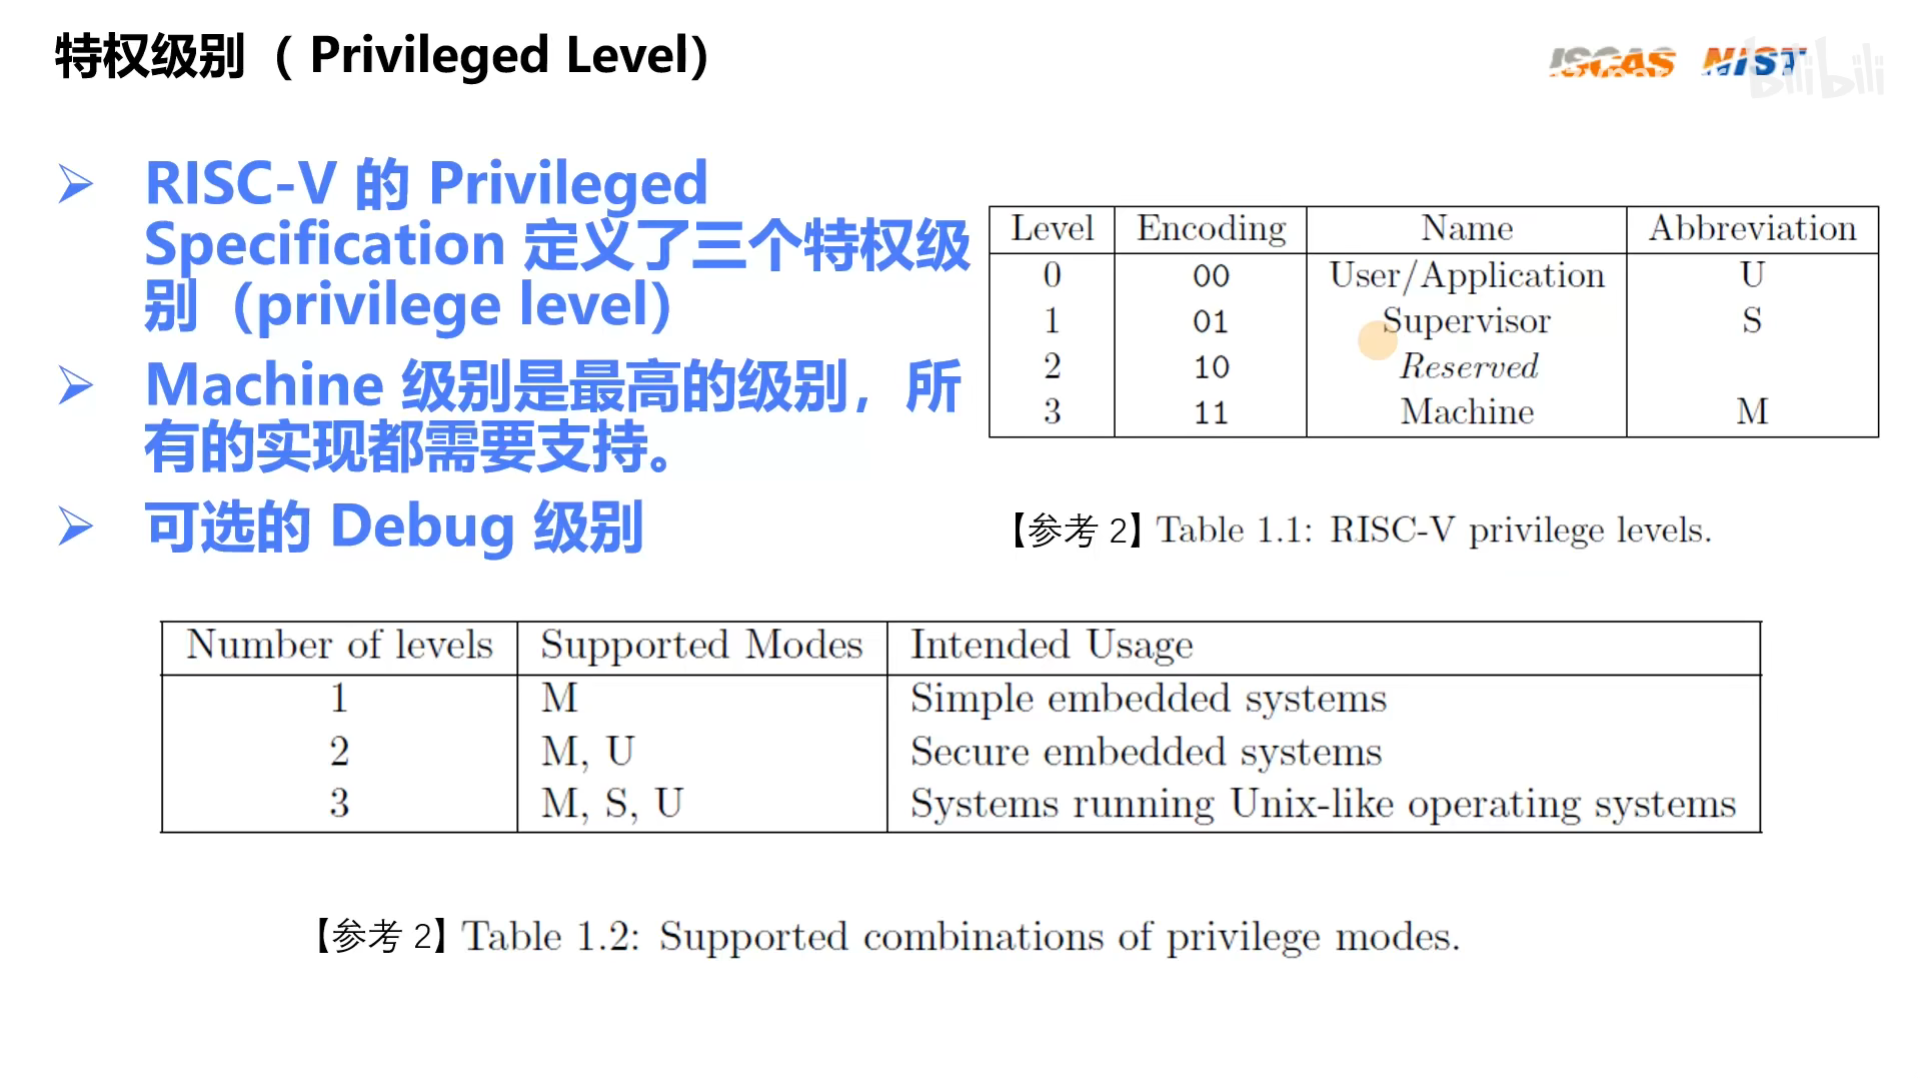 特权级别（ Privileged Level）
ISCAS NIST
bilibili
➢ RISC-V 的 Privileged
Specification 定义了三个特权级
别（privilege level）
➢ Machine 级别是最高的级别，所
有的实现都需要支持。
➢ 可选的 Debug 级别
Level Encoding Name Abbreviation
0 00 User/Application U
1 01 Supervisor S
2 10 Reserved
3 11 Machine M
【参考 2】Table 1.1: RISC-V privilege levels.
Number of levels Supported Modes Intended Usage
1 M Simple embedded systems
2 M, U Secure embedded systems
3 M, S, U Systems running Unix-like operating systems
【参考 2】Table 1.2: Supported combinations of privilege modes.